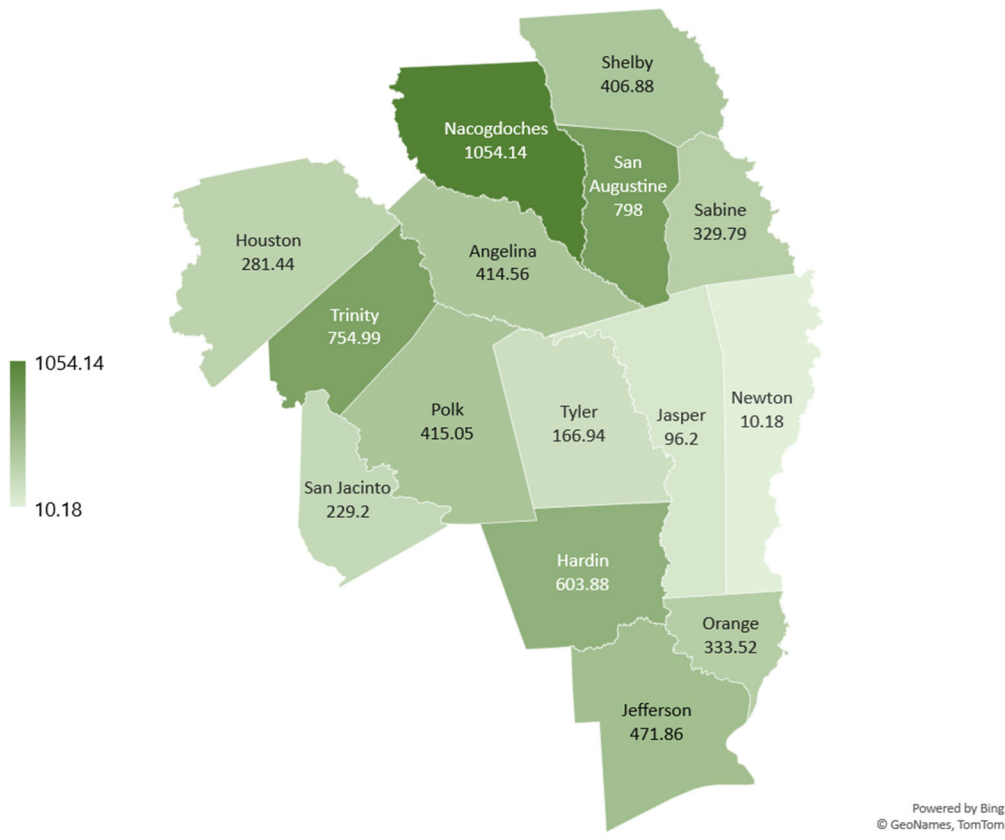 Shelby
406.88
Nacogdoches
1054.14
San
Augustine
798
Sabine
329.79
Houston
281.44
Angelina
414.56
Trinity
754.99
1054.14
10.18
Polk
415.05
Tyler
166.94
Jasper
96.2
Newton
10.18
San Jacinto
229.2
Hardin
603.88
Orange
333.52
Jefferson
471.86
Powered by Bing
© GeoNames, TomTom